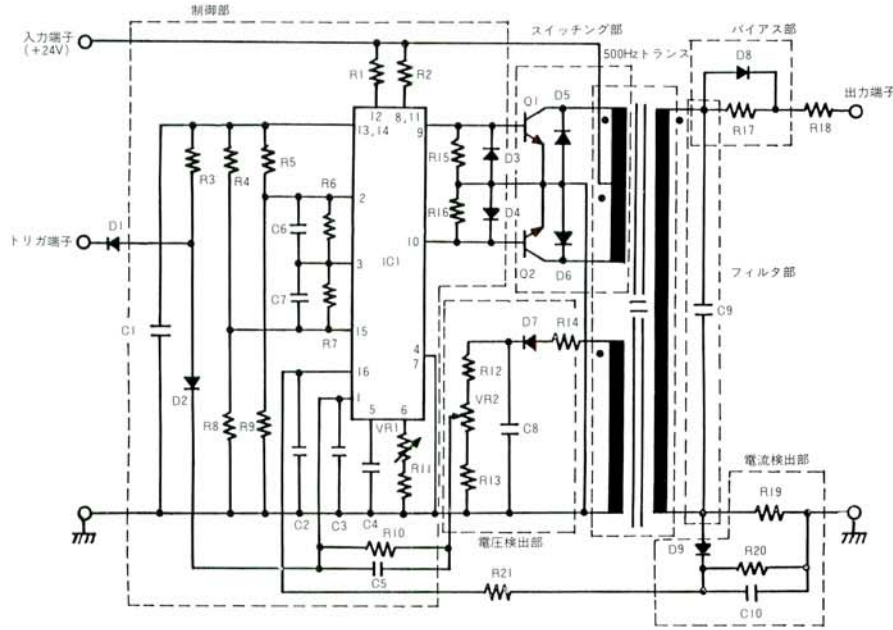 制御部
スイッチング部
バイアス部
入力端子
(+24V)
500Hzトランス
出力端子
R1
R2
Q1
D5
D8
R17
R18
12
8,11
13,14
9
R3
R4
R5
R15
D3
R6
2
C6
R16
D4
D1
トリガ端子
3
IC1
10
Q2
D6
フィルタ部
C7
C1
R7
15
D7
R14
C9
16
4
7
R12
D2
1
VR2
C8
5
6
R8
R9
VR1
R11
R13
電流検出部
R19
C2
C3
C4
R10
電圧検出部
D9
R20
C5
R21
C10